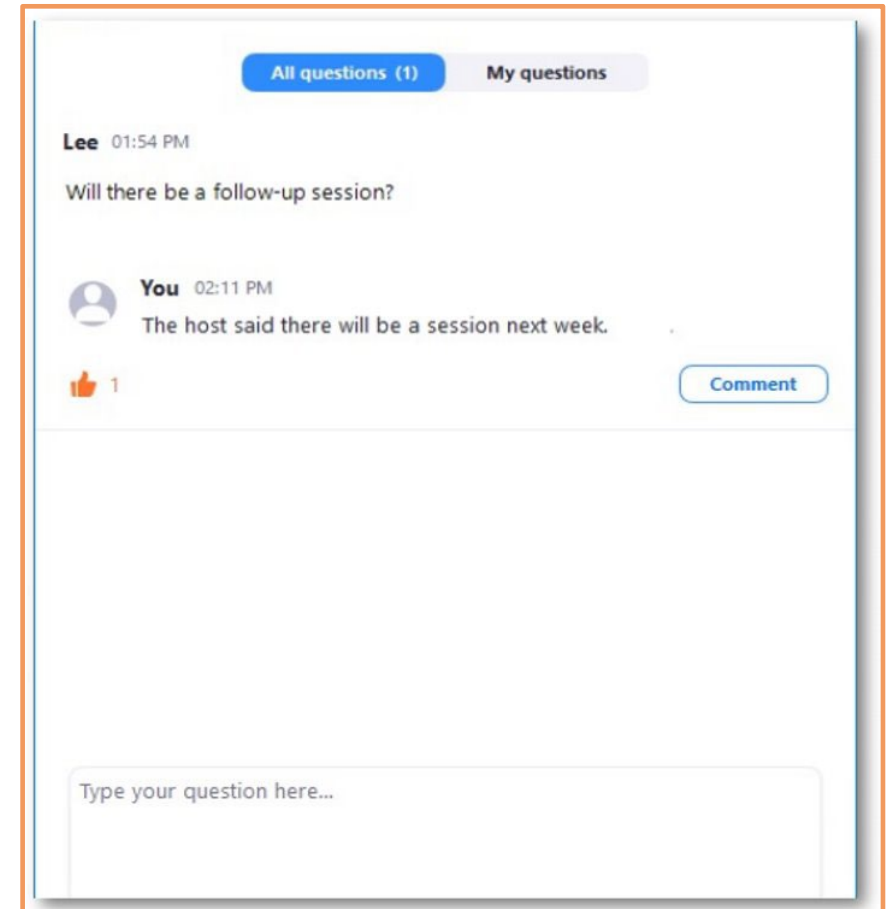 All questions (1) My questions
Lee 01:54 PM
Will there be a follow-up session?
You 02:11 PM
The host said there will be a session next week.
1 Comment
Type your question here...